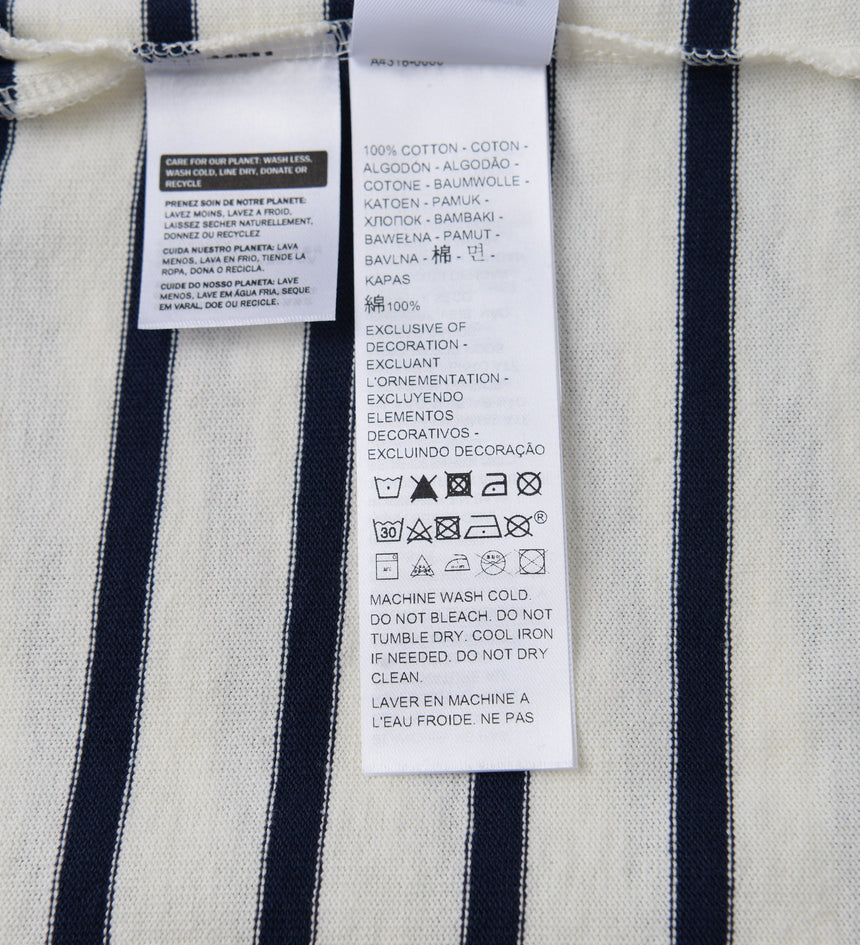 CARE FOR OUR PLANET: WASH LESS,
WASH COLD, LINE DRY, DONATE OR
RECYCLE
PRENEZ SOIN DE NOTRE PLANETE:
LAVEZ MOINS, LAVEZ A FROID,
LAISSEZ SECHER NATURELLEMENT,
DONNEZ OU RECYCLEZ
CUIDA NUESTRO PLANETA: LAVA
MENOS, LAVA EN FRIO, TIENDE LA
ROPA, DONA O RECICLA.
CUIDE DO NOSSO PLANETA: LAVE
MENOS, LAVE EM ÁGUA FRIA, SEQUE
EM VARAL, DOE OU RECICLE.
A4316-0000
100% COTTON - COTON -
ALGODÓN - ALGODÃO -
COTONE - BAUMWOLLE -
KATOEN - PAMUK -
ХЛОПОК - BAMBAKI -
BAWEŁNA - PAMUT -
BAVLNA - 棉 - 면 -
KAPAS
綿100%
EXCLUSIVE OF
DECORATION -
EXCLUANT
L'ORNEMENTATION -
EXCLUYENDO
ELEMENTOS
DECORATIVOS -
EXCLUINDO DECORAÇÃO
30 ®
MACHINE WASH COLD.
DO NOT BLEACH. DO NOT
TUMBLE DRY. COOL IRON
IF NEEDED. DO NOT DRY
CLEAN.
LAVER EN MACHINE A
L'EAU FROIDE. NE PAS